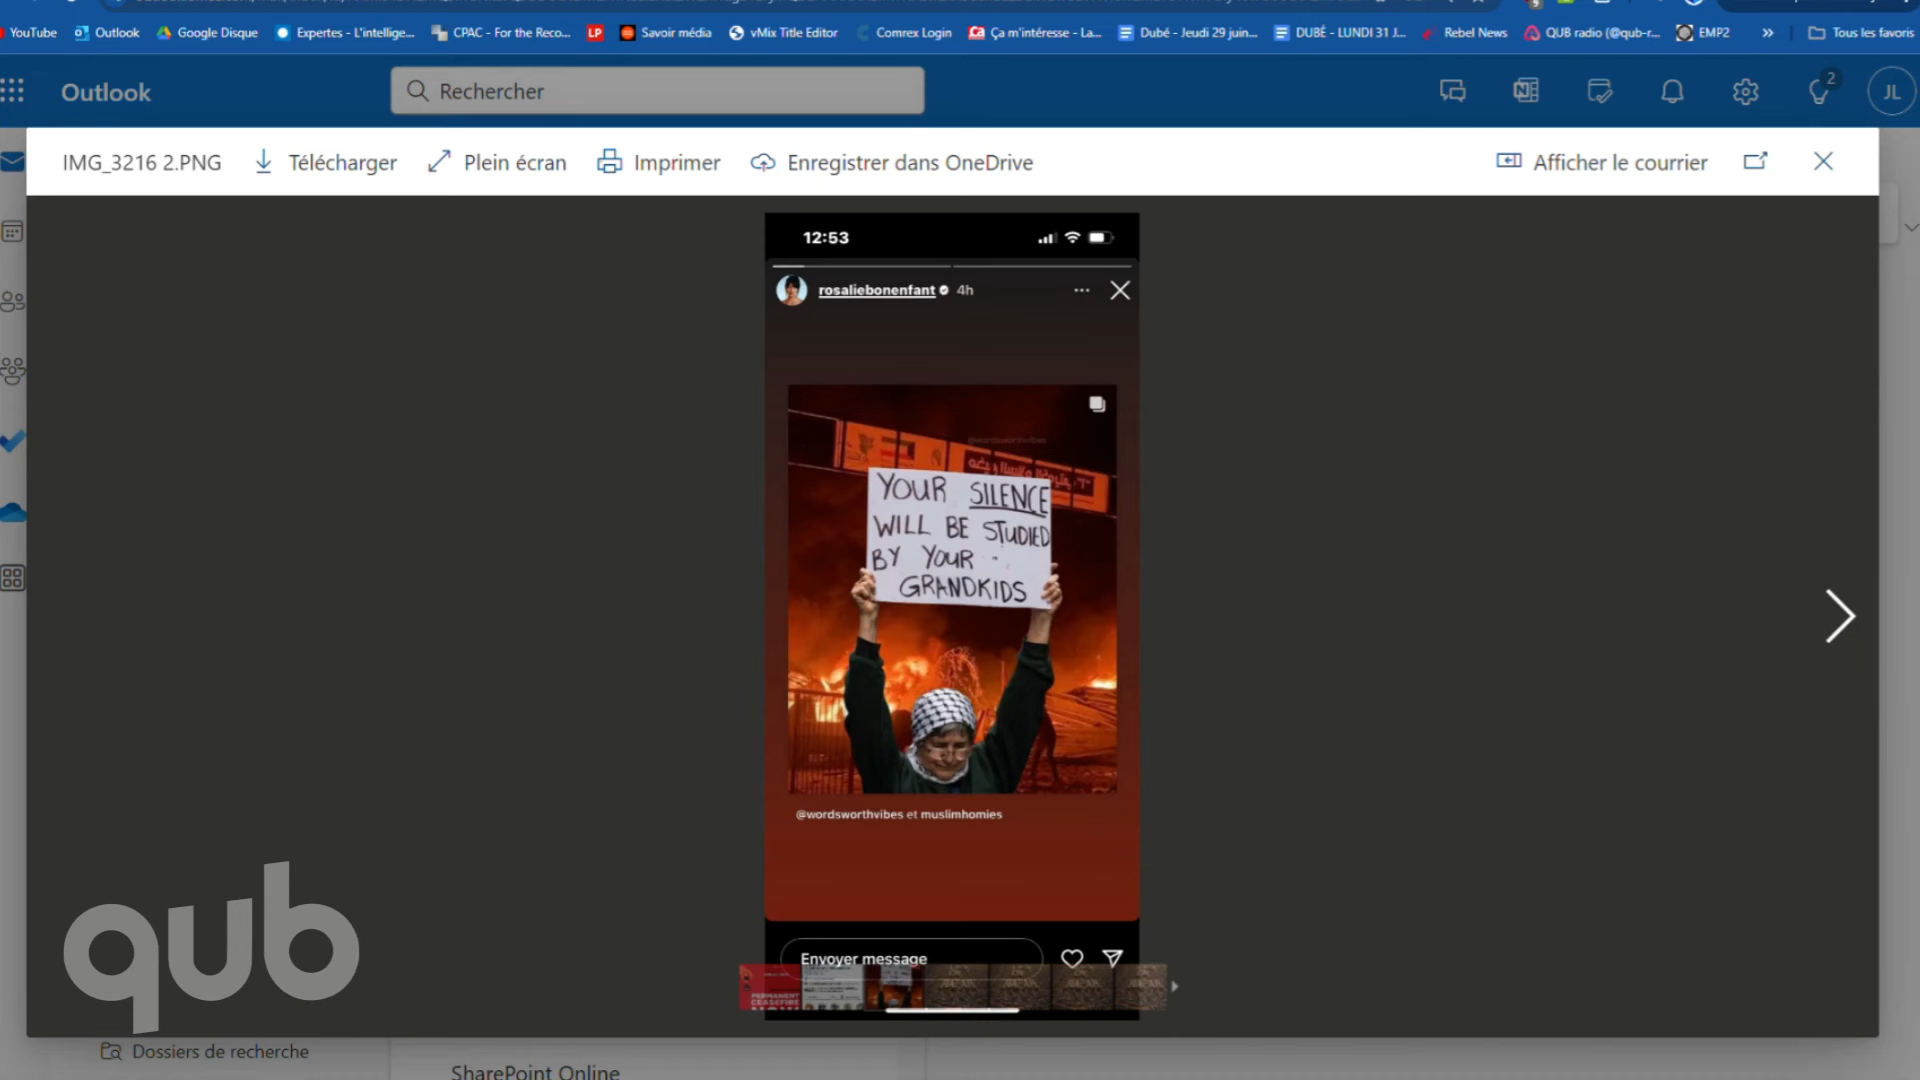 YouTube
Outlook
Google Disque
Expertes - L'intellige...
CPAC - For the Reco...
LP
Savoir média
vMix Title Editor
Comrex Login
Ça m'intéresse - La...
Dubé - Jeudi 29 juin...
DUBÉ - LUNDI 31 J...
Rebel News
QUB radio (@qub-r...
EMP2
»
Tous les favoris
Outlook
Rechercher
2
JL
IMG_3216 2.PNG
Télécharger
Plein écran
Imprimer
Enregistrer dans OneDrive
Afficher le courrier
12:53
rosaliebonenfant 4h
@wordsworthvibes
YOUR SILENCE
WILL BE STUDIED
BY YOUR
GRANDKIDS
@wordsworthvibes et muslimhomies
Envoyer message
PERMANENT
CEASEFIRE
NOW
qub
Dossiers de recherche
SharePoint Online